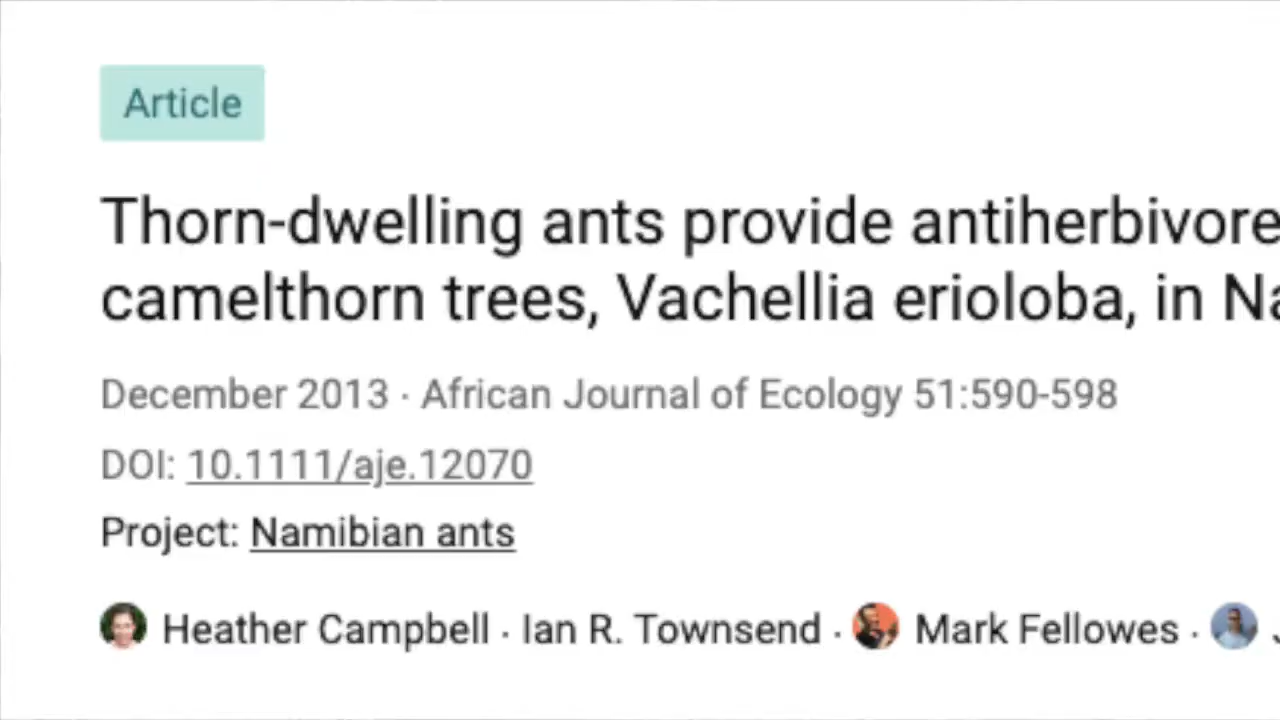 Article
Thorn-dwelling ants provide antiherbivore
camelthorn trees, Vachellia erioloba, in Na
December 2013 · African Journal of Ecology 51:590-598
DOI: 10.1111/aje.12070
Project: Namibian ants
Heather Campbell · Ian R. Townsend · Mark Fellowes · J